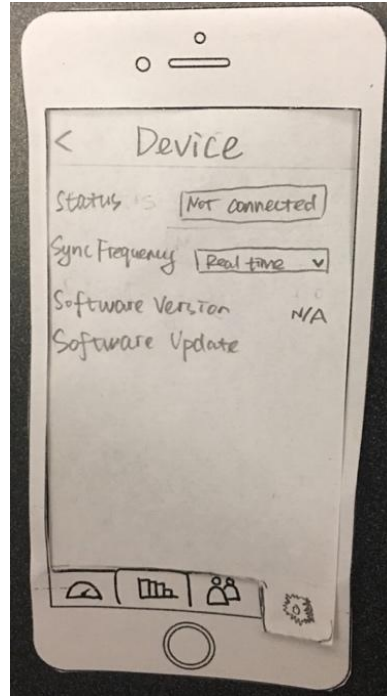 < Device
Status Not connected
Sync Frequency Real time
Software Version N/A
Software Update